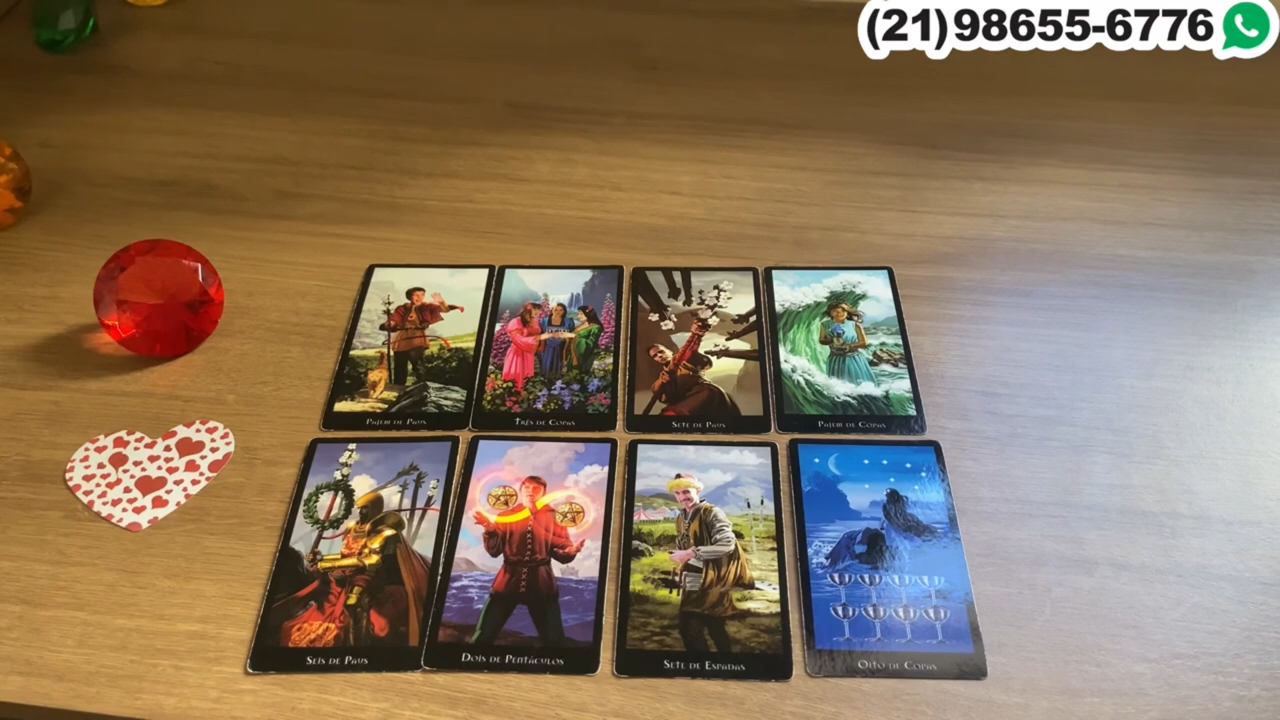 (21)98655-6776
Pajem de Paus
Três de Copas
Sete de Paus
Pajem de Copas
Seis de Paus
Dois de Pentáculos
Sete de Espadas
Oito de Copas